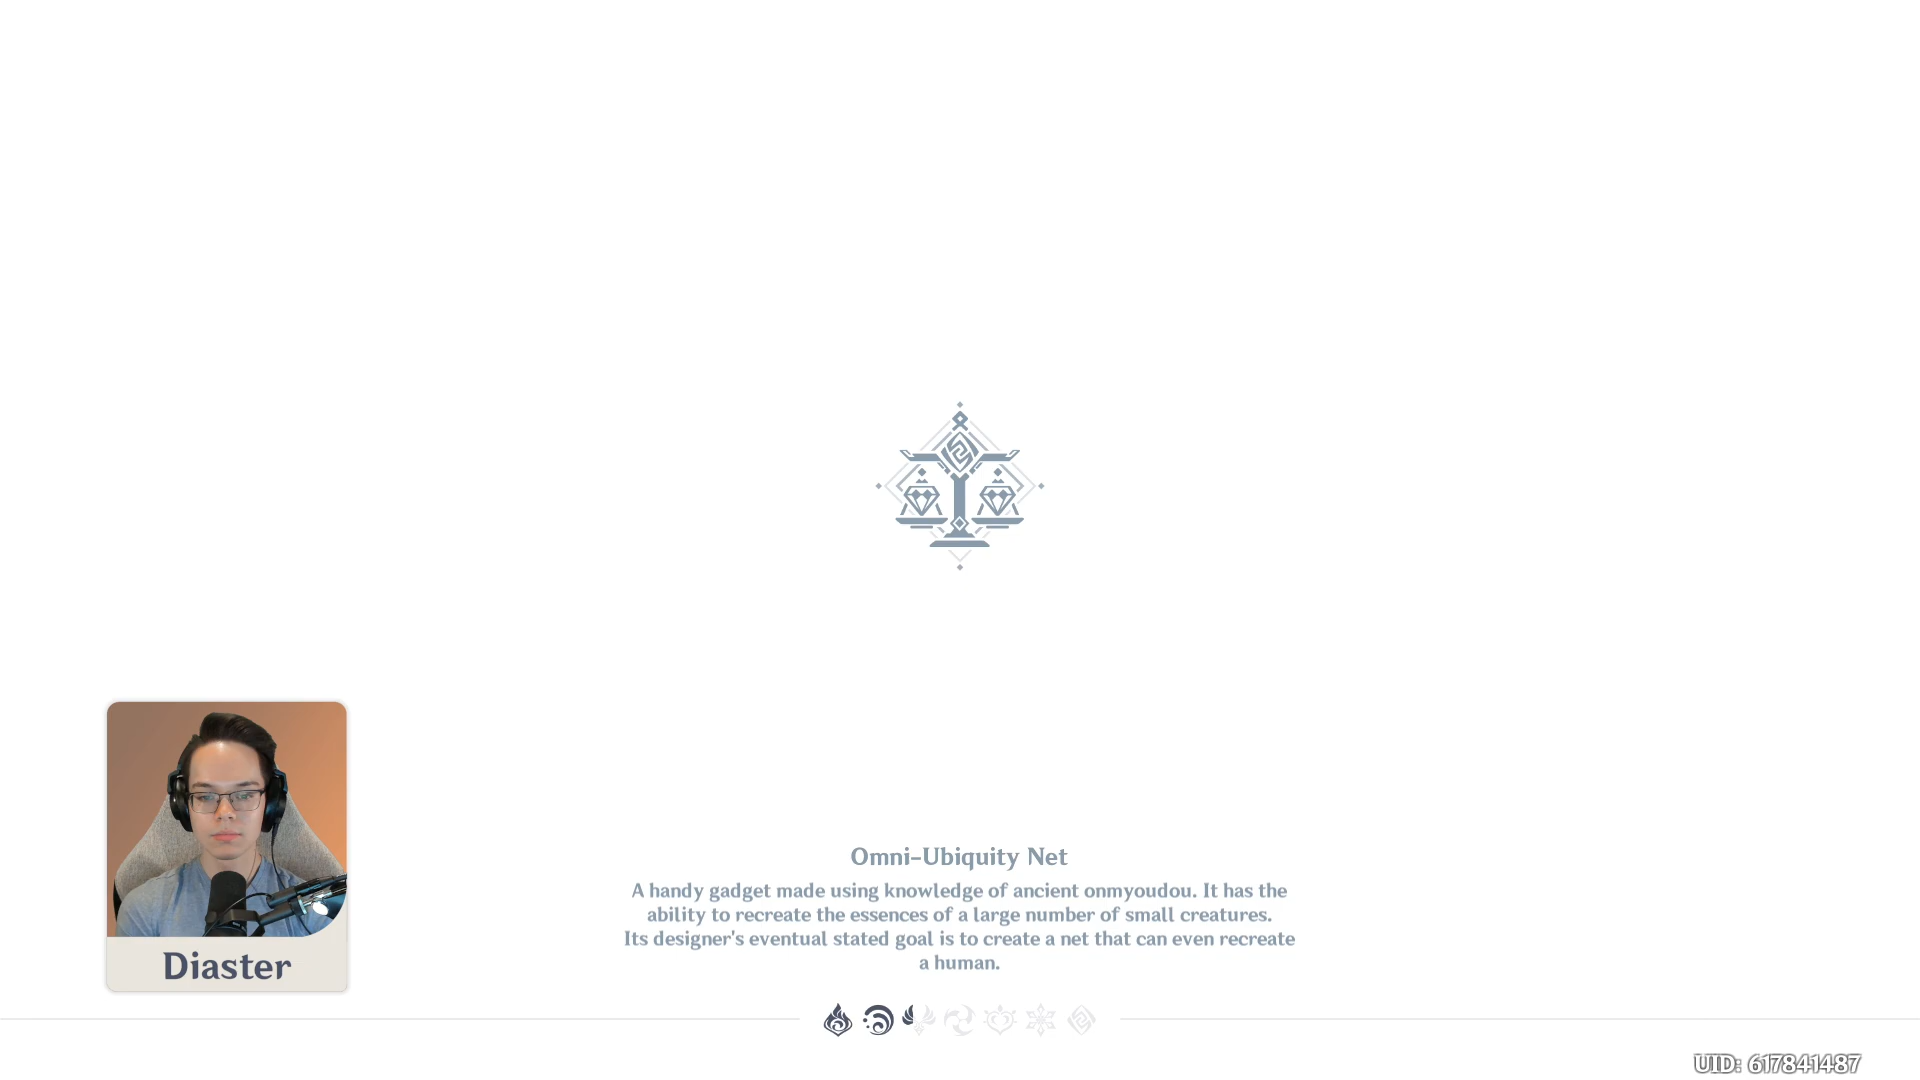 Omni-Ubiquity Net
A handy gadget made using knowledge of ancient onmyoudou. It has the
ability to recreate the essences of a large number of small creatures.
Its designer's eventual stated goal is to create a net that can even recreate
a human.
Diaster
UID: 617841487